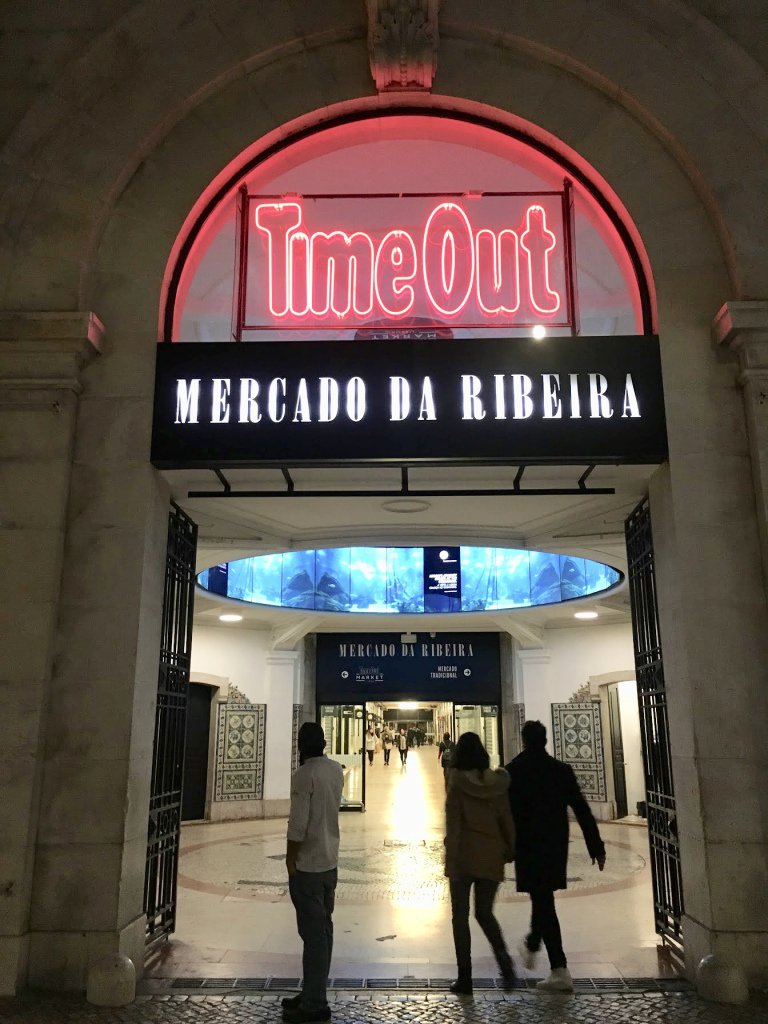 Time Out
MERCADO DA RIBEIRA
MERCADO DA RIBEIRA
MARKET
MERCADO
TRADICIONAL